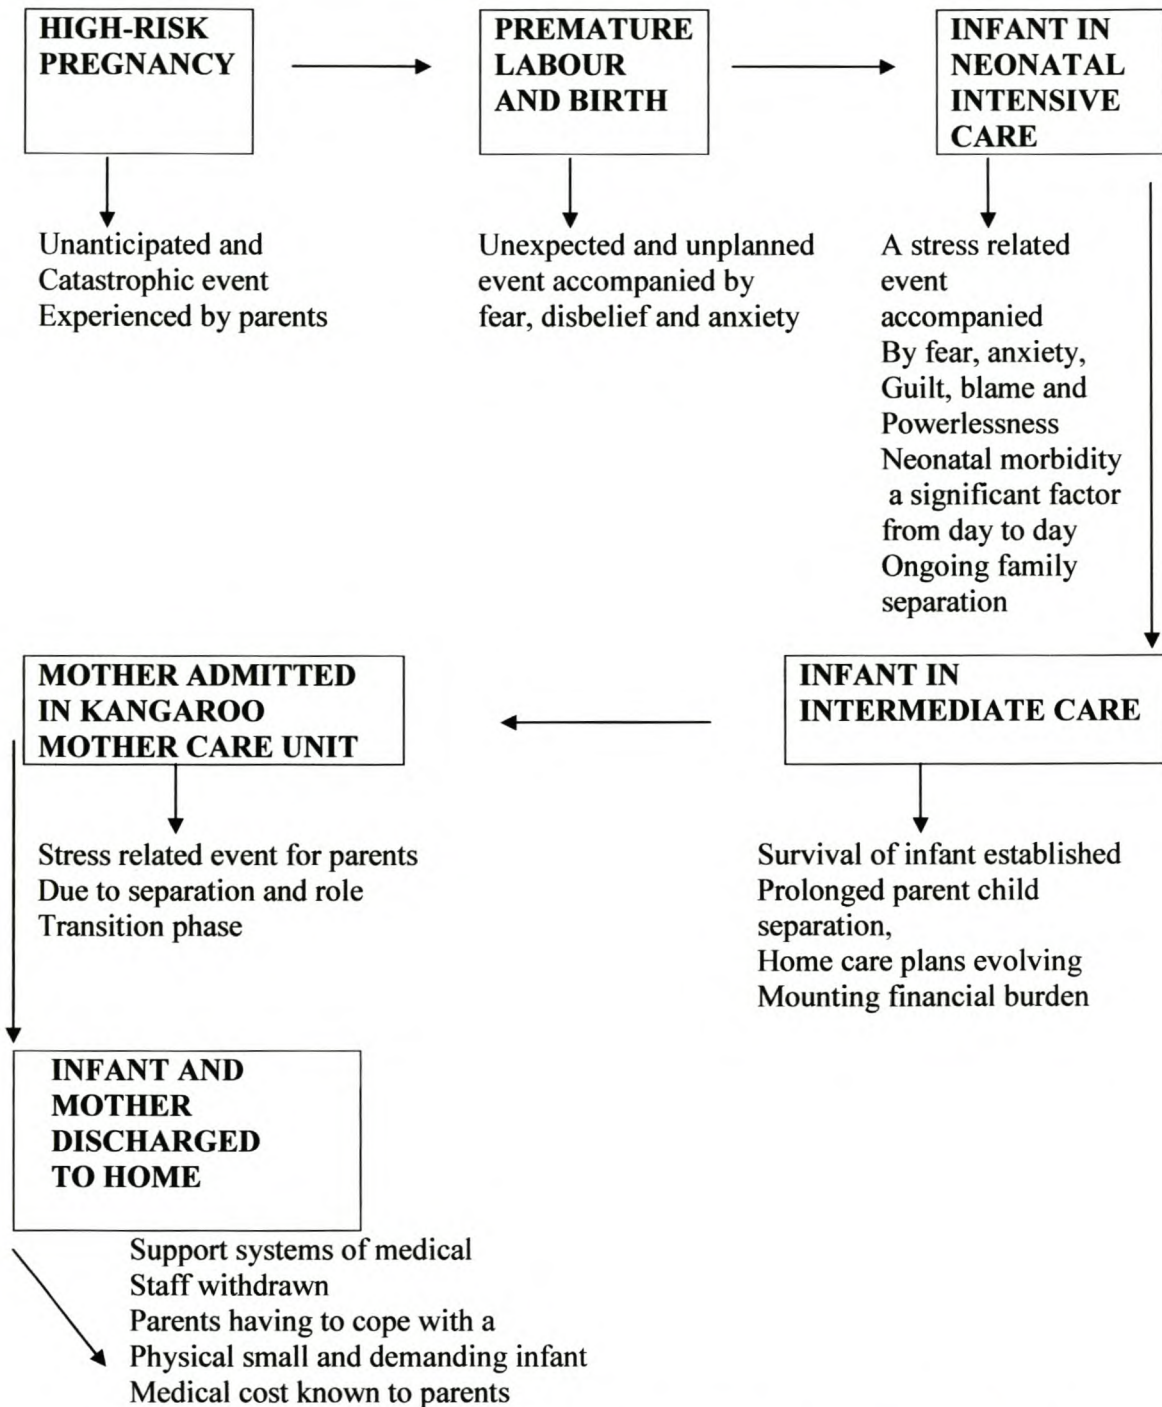 HIGH-RISK
PREGNANCY
PREMATURE
LABOUR
AND BIRTH
INFANT IN
NEONATAL
INTENSIVE
CARE
Unanticipated and
Catastrophic event
Experienced by parents
Unexpected and unplanned
event accompanied by
fear, disbelief and anxiety
A stress related
event
accompanied
By fear, anxiety,
Guilt, blame and
Powerlessness
Neonatal morbidity
a significant factor
from day to day
Ongoing family
separation
INFANT IN
INTERMEDIATE CARE
Survival of infant established
Prolonged parent child
separation,
Home care plans evolving
Mounting financial burden
MOTHER ADMITTED
IN KANGAROO
MOTHER CARE UNIT
Stress related event for parents
Due to separation and role
Transition phase
INFANT AND
MOTHER
DISCHARGED
TO HOME
Support systems of medical
Staff withdrawn
Parents having to cope with a
Physical small and demanding infant
Medical cost known to parents